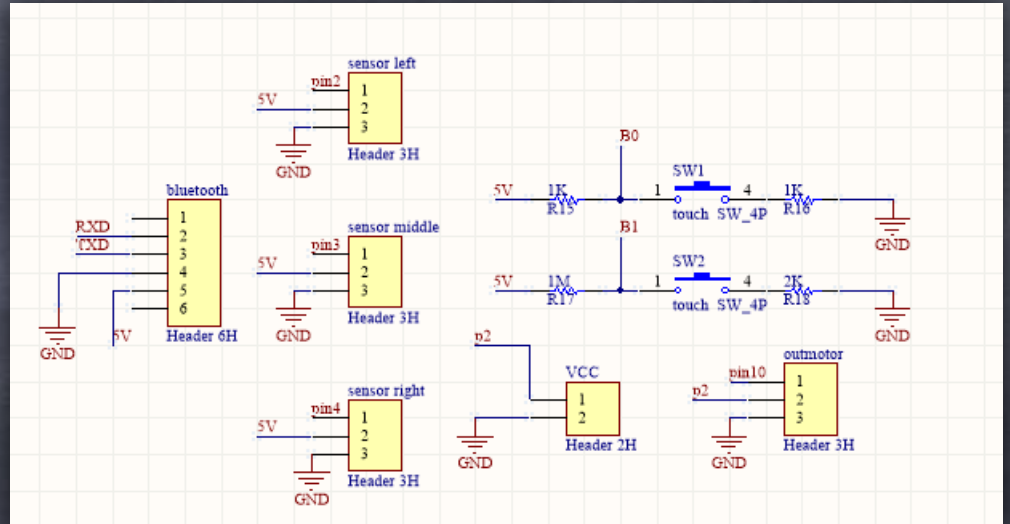 sensor left
pin2
5V
1
2
3
GND
Header 3H
bluetooth
RXD
TXD
1
2
3
4
5
6
GND
5V
Header 6H
sensor middle
pin3
5V
1
2
3
GND
Header 3H
sensor right
pin4
5V
1
2
3
GND
Header 3H
B0
SW1
5V
1K
R15
1
4
touch SW_4P
1K
R16
GND
B1
SW2
5V
1M
R17
1
4
touch SW_4P
2K
R18
GND
p2
VCC
1
2
GND
Header 2H
outmotor
pin10
p2
1
2
3
GND
Header 3H